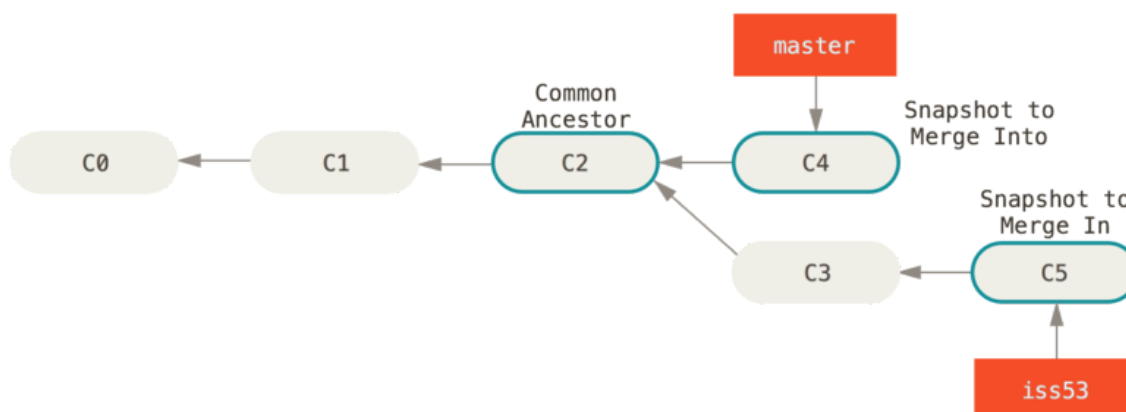 master
Common
Ancestor
Snapshot to
Merge Into
C0
C1
C2
C4
Snapshot to
Merge In
C3
C5
iss53